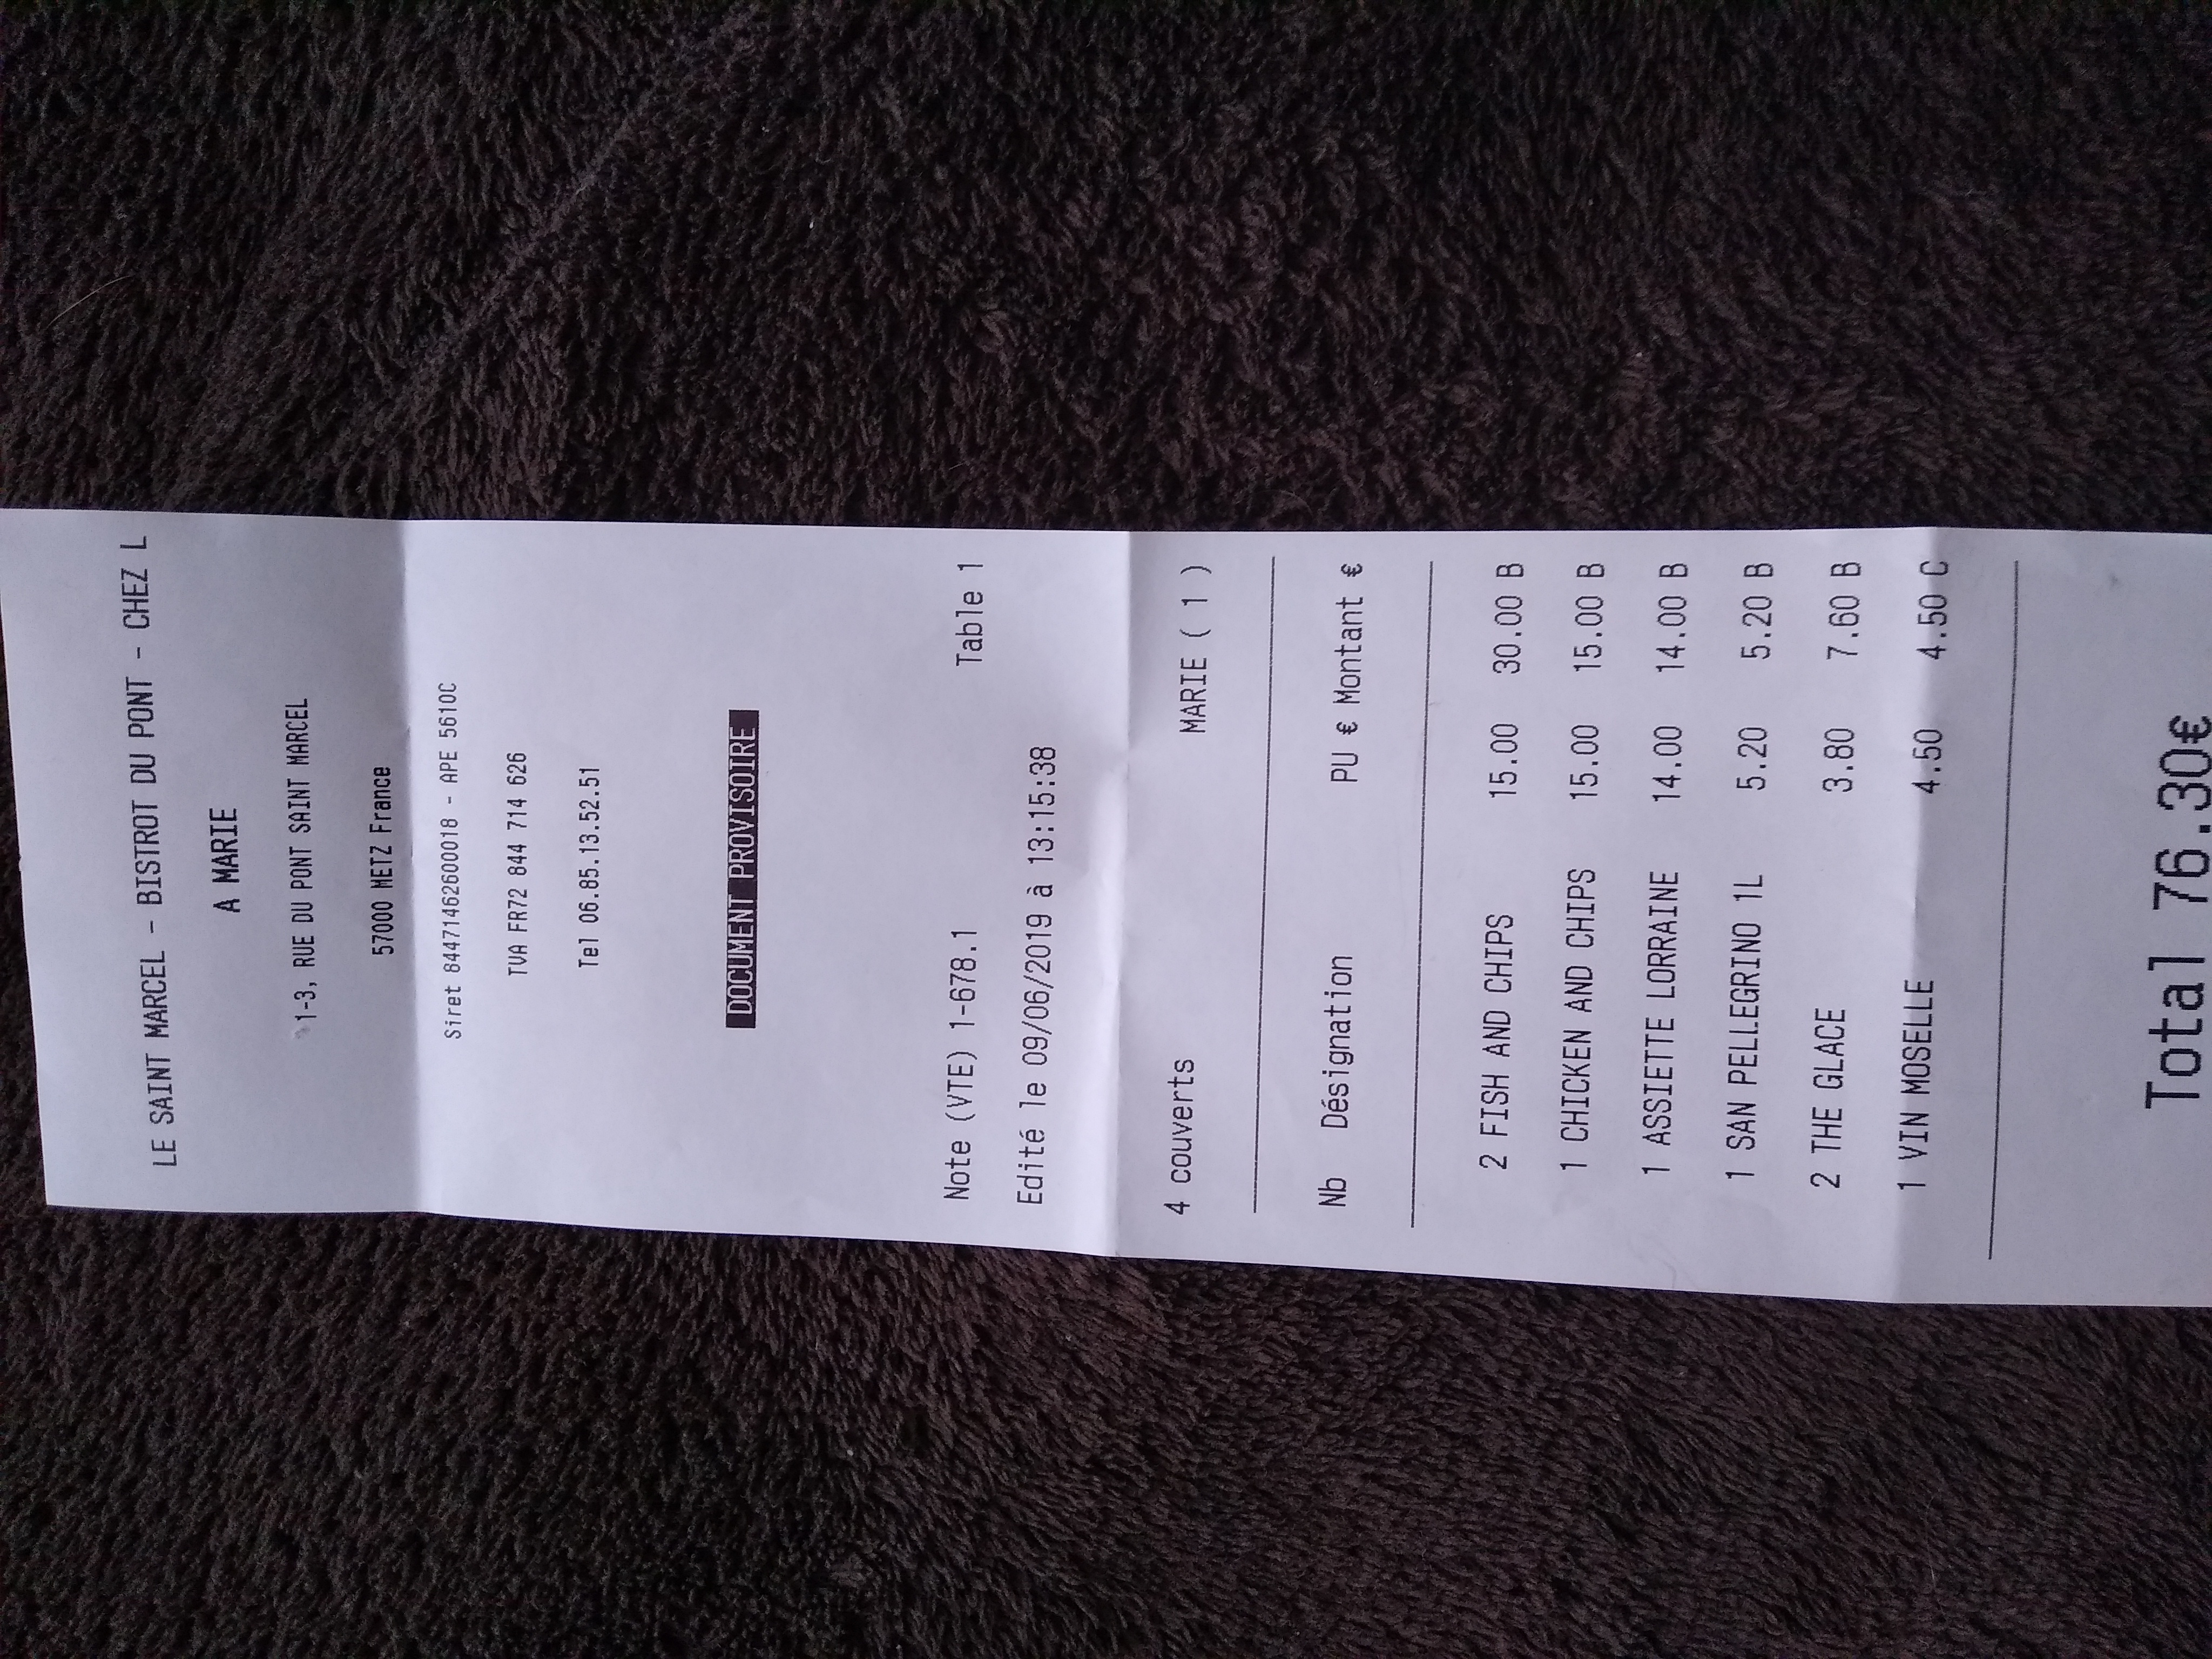 LE SAINT MARCEL - BISTROT DU PONT - CHEZ L
A MARIE
1-3, RUE DU PONT SAINT MARCEL
57000 METZ France
Siret 84471462600018 - APE 5610C
TVA FR72 844 714 626
Tel 06.85.13.52.51
DOCUMENT PROVISOIRE
Note (VTE) 1-678.1 Table 1
Edité le 09/06/2019 à 13:15:38
4 couverts MARIE ( 1 )
Nb Désignation PU € Montant €
2 FISH AND CHIPS 15.00 30.00 B
1 CHICKEN AND CHIPS 15.00 15.00 B
1 ASSIETTE LORRAINE 14.00 14.00 B
1 SAN PELLEGRINO 1L 5.20 5.20 B
2 THE GLACE 3.80 7.60 B
1 VIN MOSELLE 4.50 4.50 C
Total 76.30€